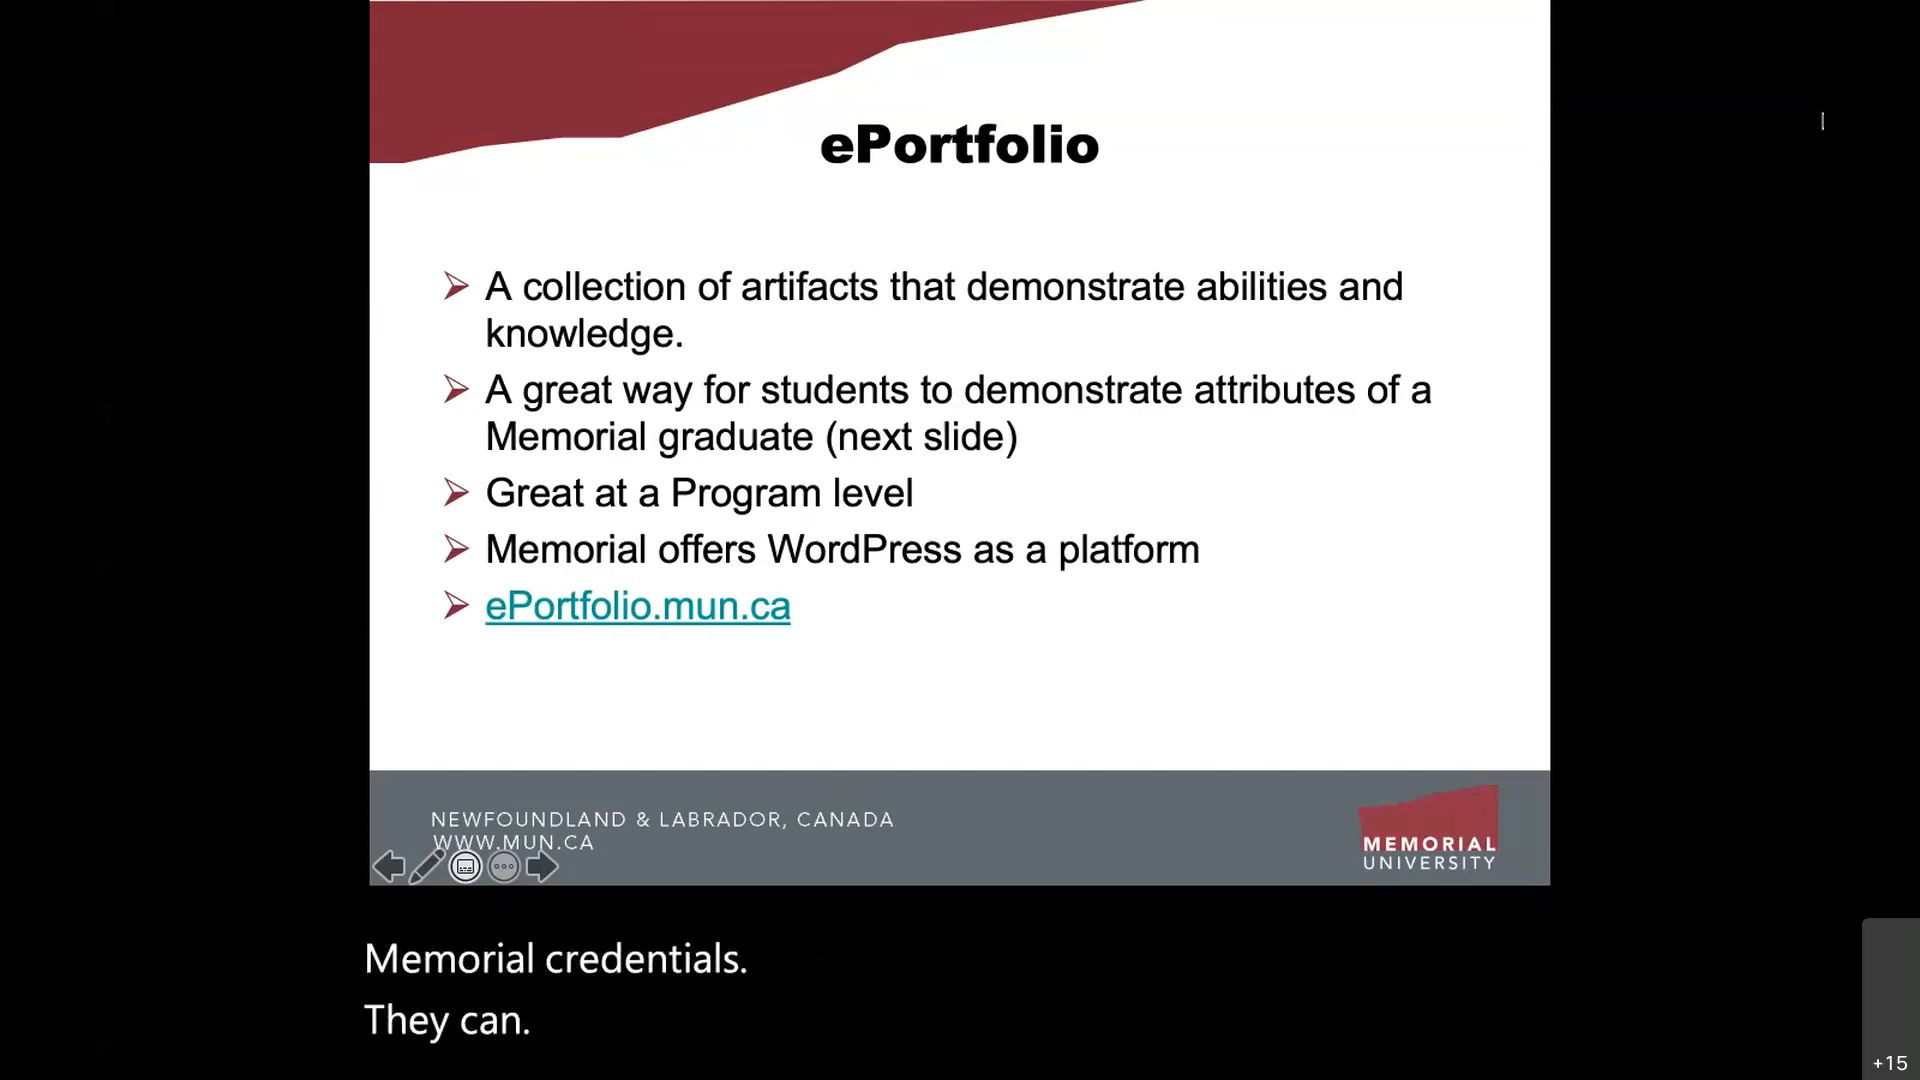 ePortfolio
A collection of artifacts that demonstrate abilities and
knowledge.
A great way for students to demonstrate attributes of a
Memorial graduate (next slide)
Great at a Program level
Memorial offers WordPress as a platform
ePortfolio.mun.ca
NEWFOUNDLAND & LABRADOR, CANADA
WWW.MUN.CA
MEMORIAL
UNIVERSITY
Memorial credentials.
They can.
+15